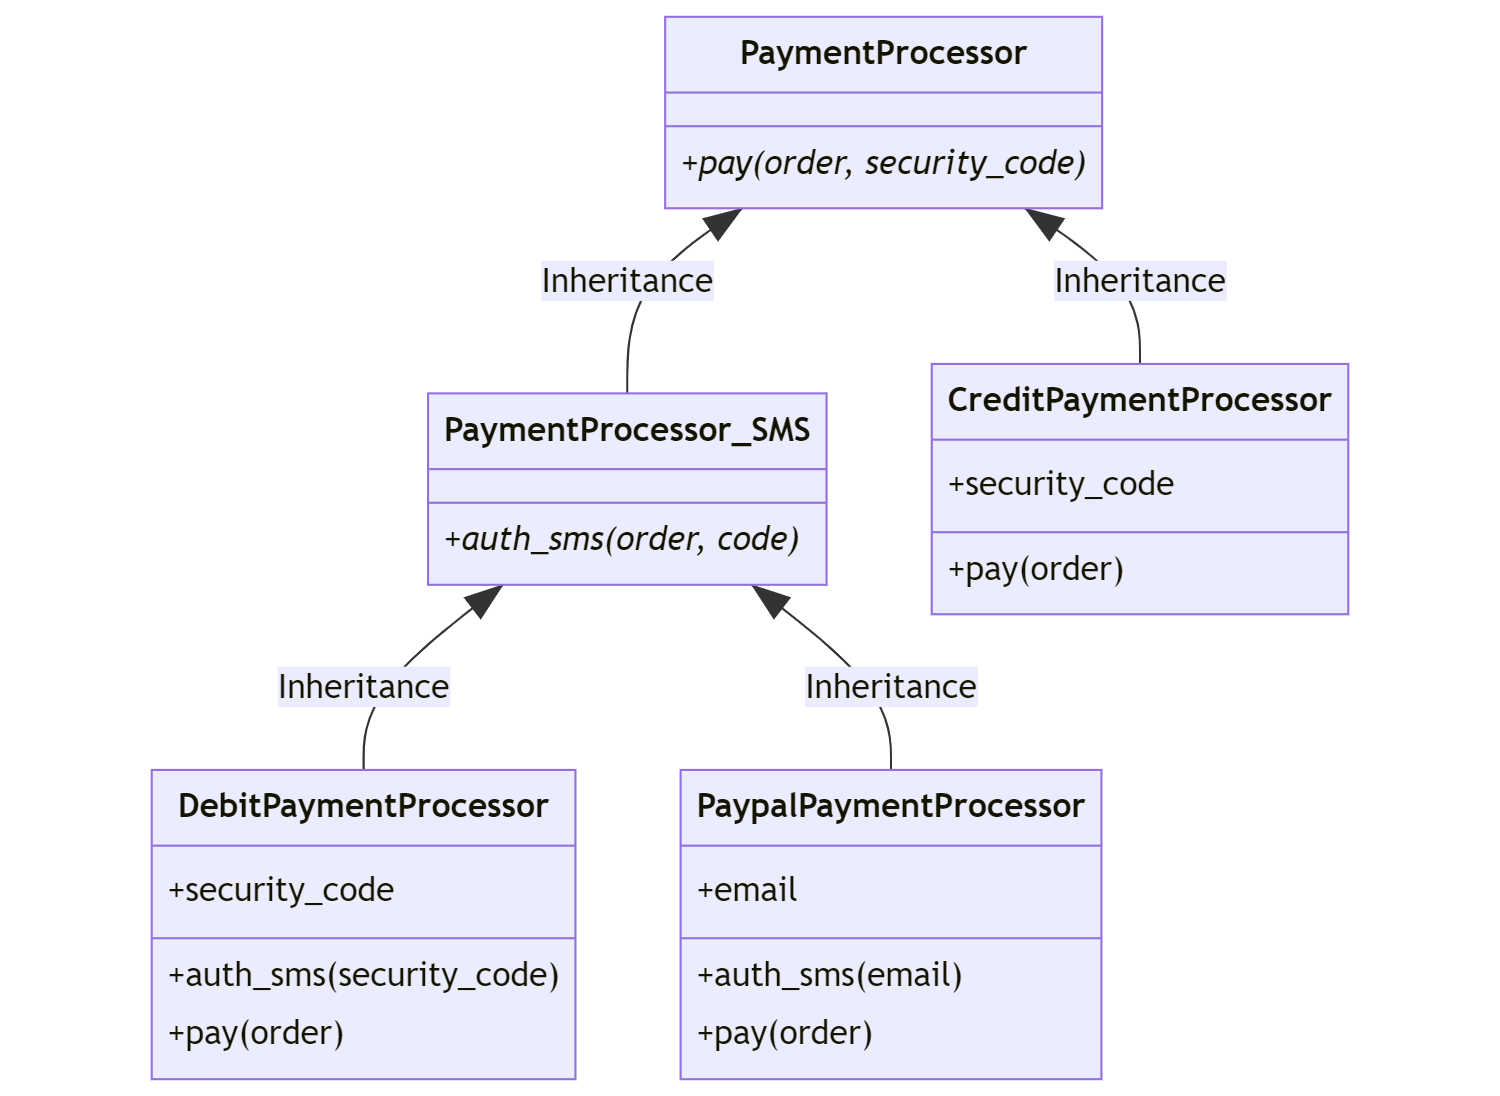 PaymentProcessor
+pay(order, security_code)
Inheritance
Inheritance
PaymentProcessor_SMS
+auth_sms(order, code)
CreditPaymentProcessor
+security_code
+pay(order)
Inheritance
Inheritance
DebitPaymentProcessor
+security_code
+auth_sms(security_code)
+pay(order)
PaypalPaymentProcessor
+email
+auth_sms(email)
+pay(order)